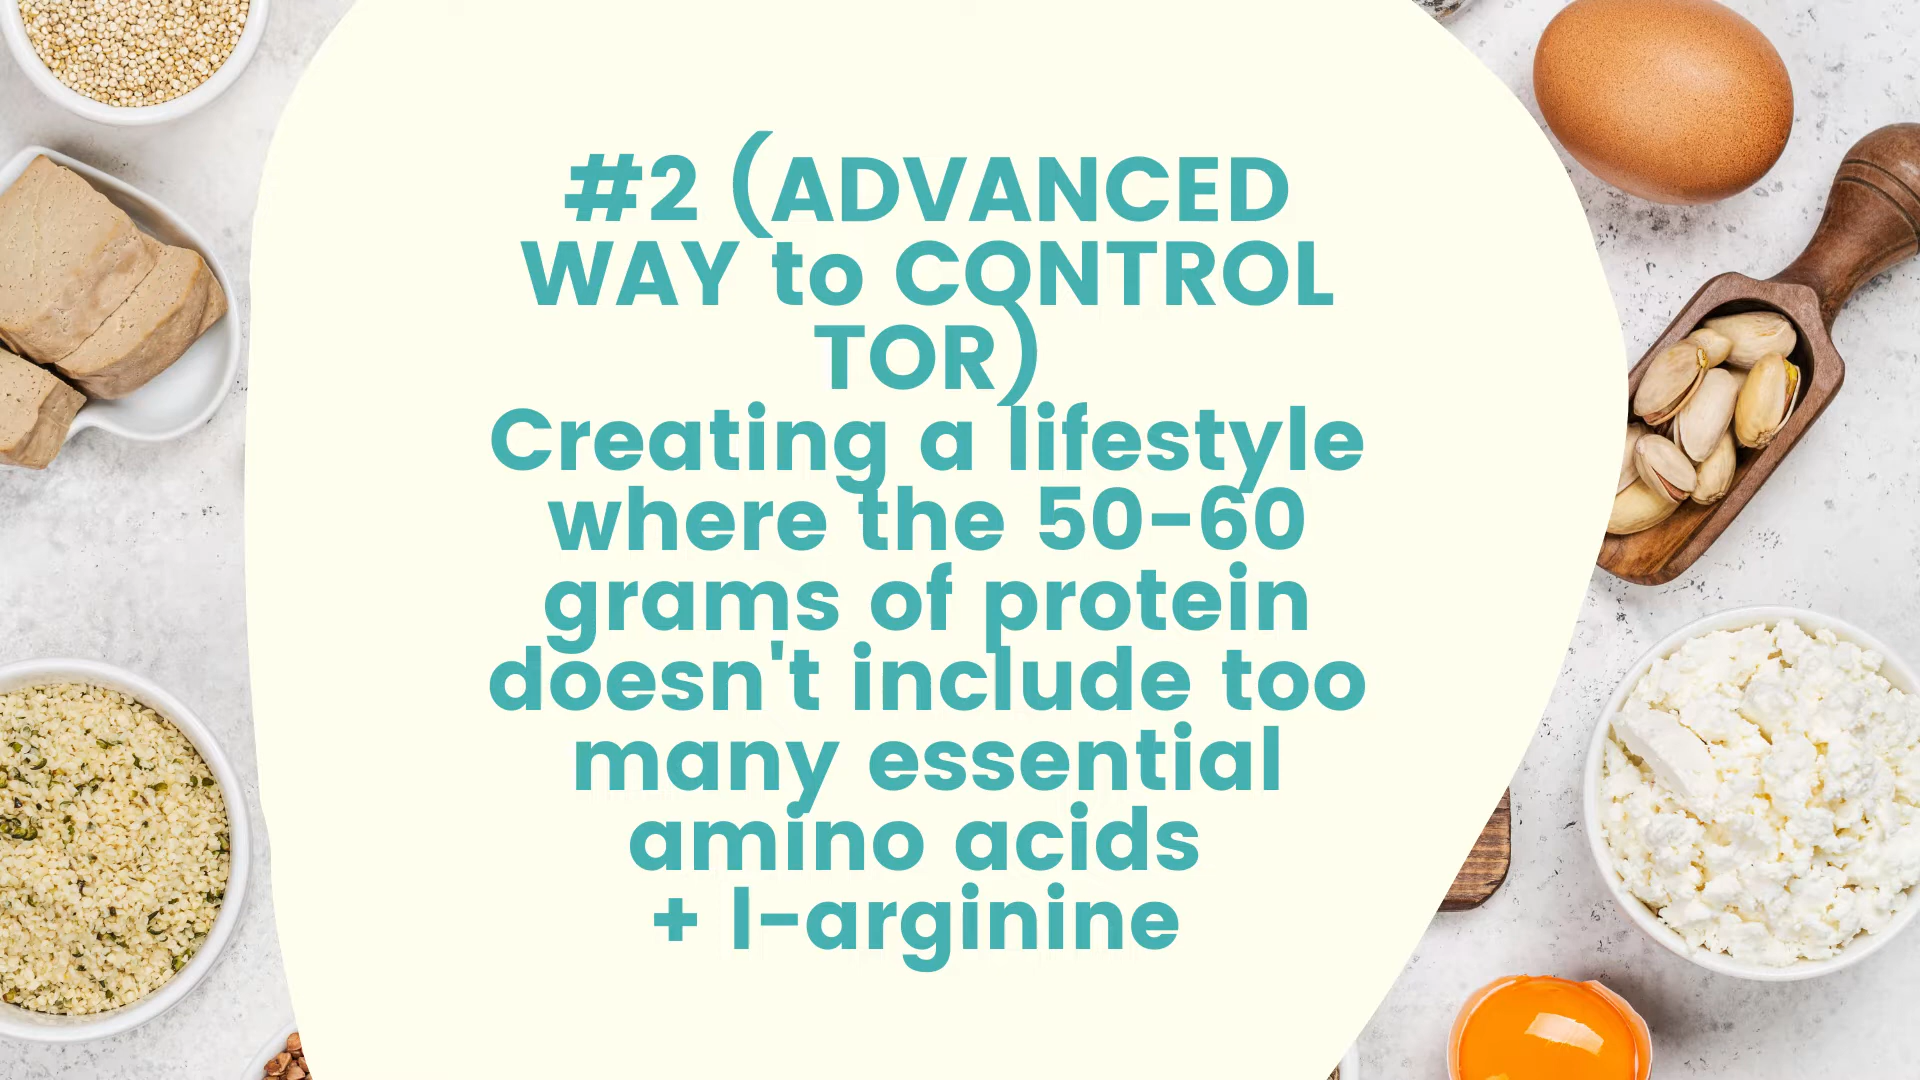 #2 (ADVANCED
WAY to CONTROL
TOR)
Creating a lifestyle
where the 50-60
grams of protein
doesn't include too
many essential
amino acids
+ l-arginine